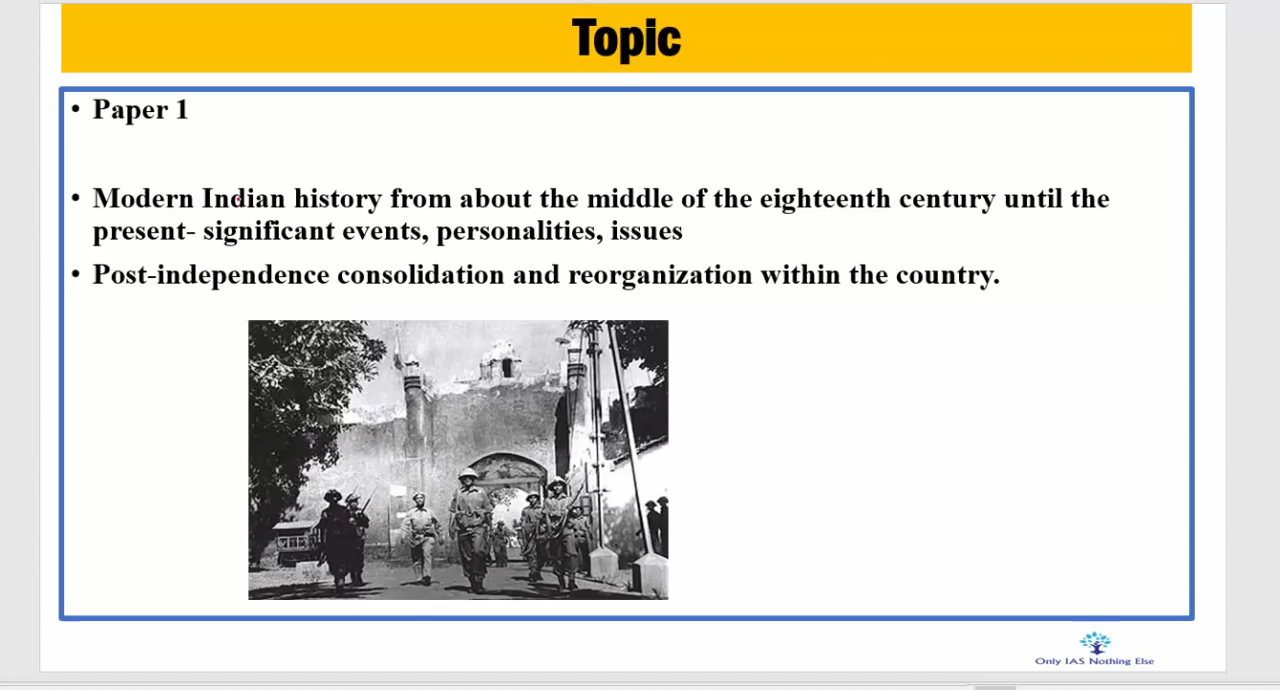 Topic
• Paper 1
• Modern Indian history from about the middle of the eighteenth century until the
present- significant events, personalities, issues
• Post-independence consolidation and reorganization within the country.
Only IAS Nothing Else